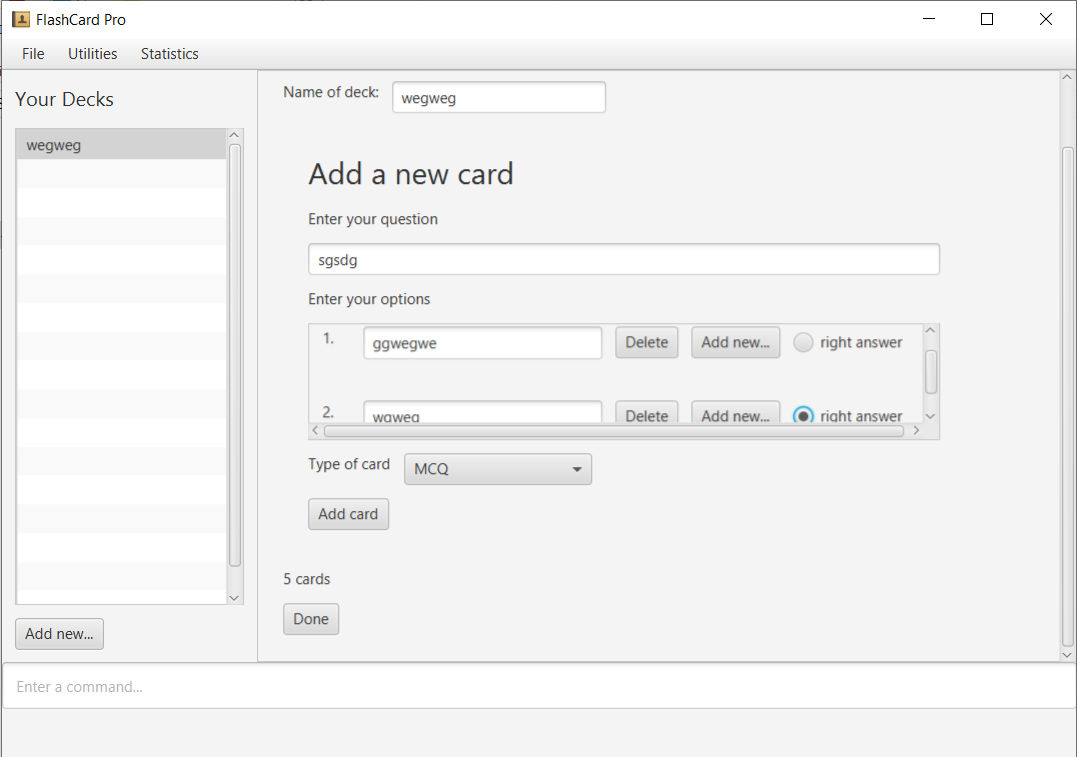 FlashCard Pro
File Utilities Statistics
Your Decks
wegweg
Add new...
Name of deck: wegweg
Add a new card
Enter your question
sgsdg
Enter your options
1. ggwegwe Delete Add new... right answer
2. wgweg Delete Add new... right answer
Type of card MCQ
Add card
5 cards
Done
Enter a command...